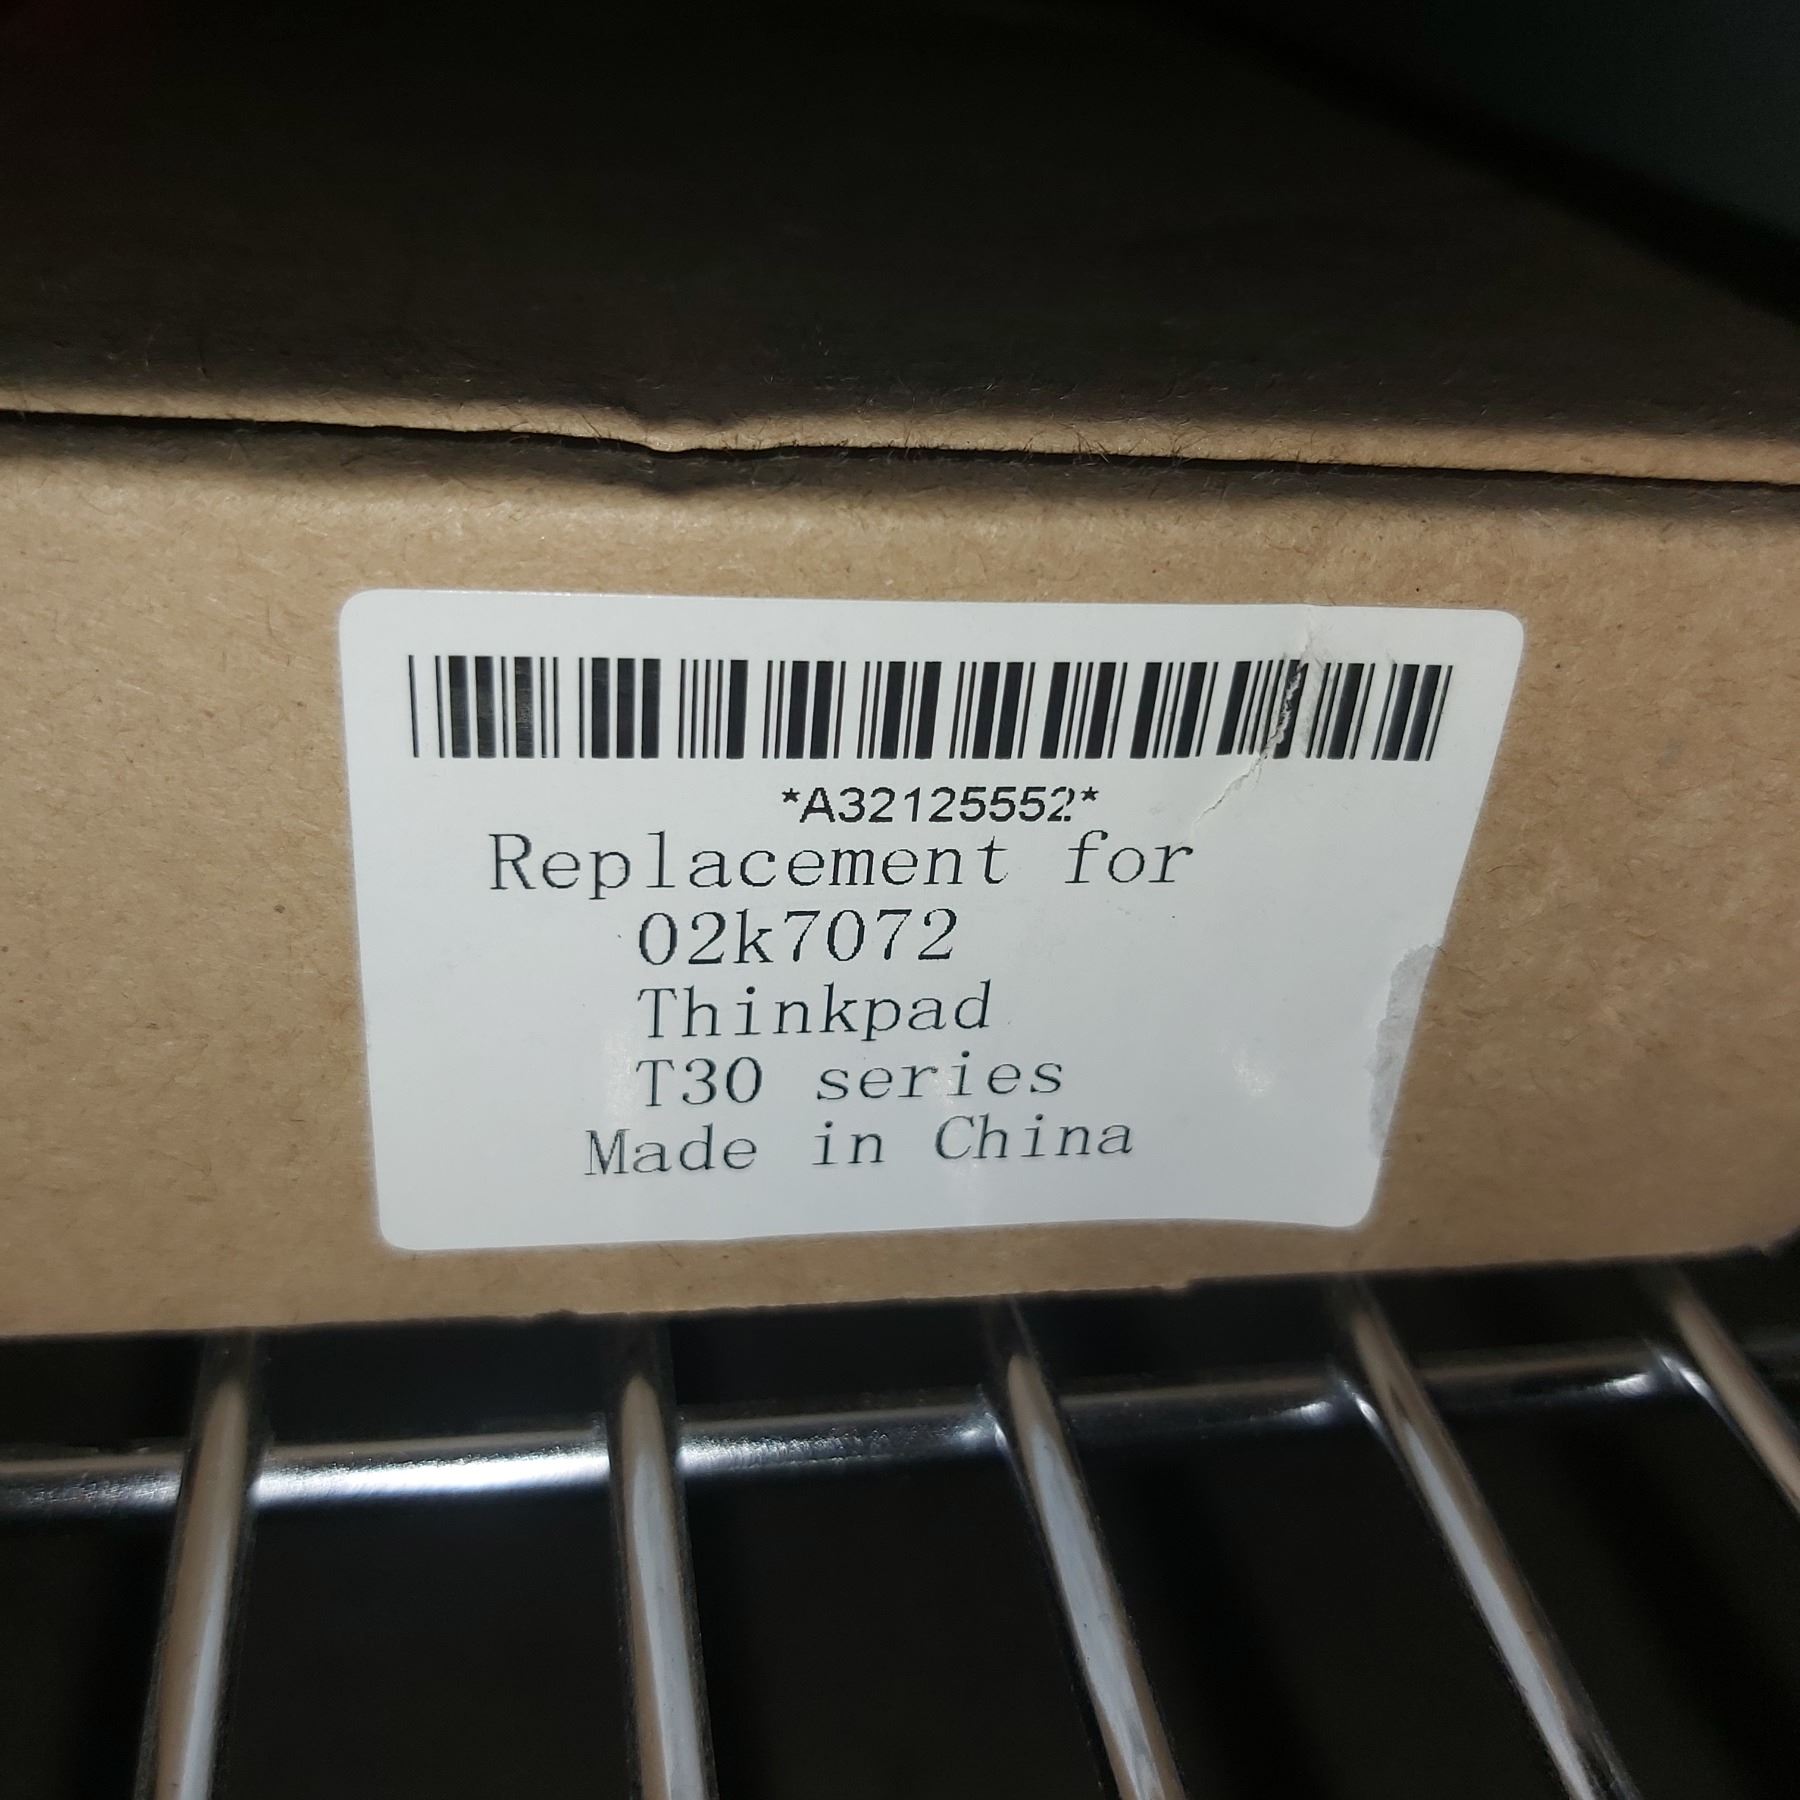 *A32125552*
Replacement for
02k7072
Thinkpad
T30 series
Made in China